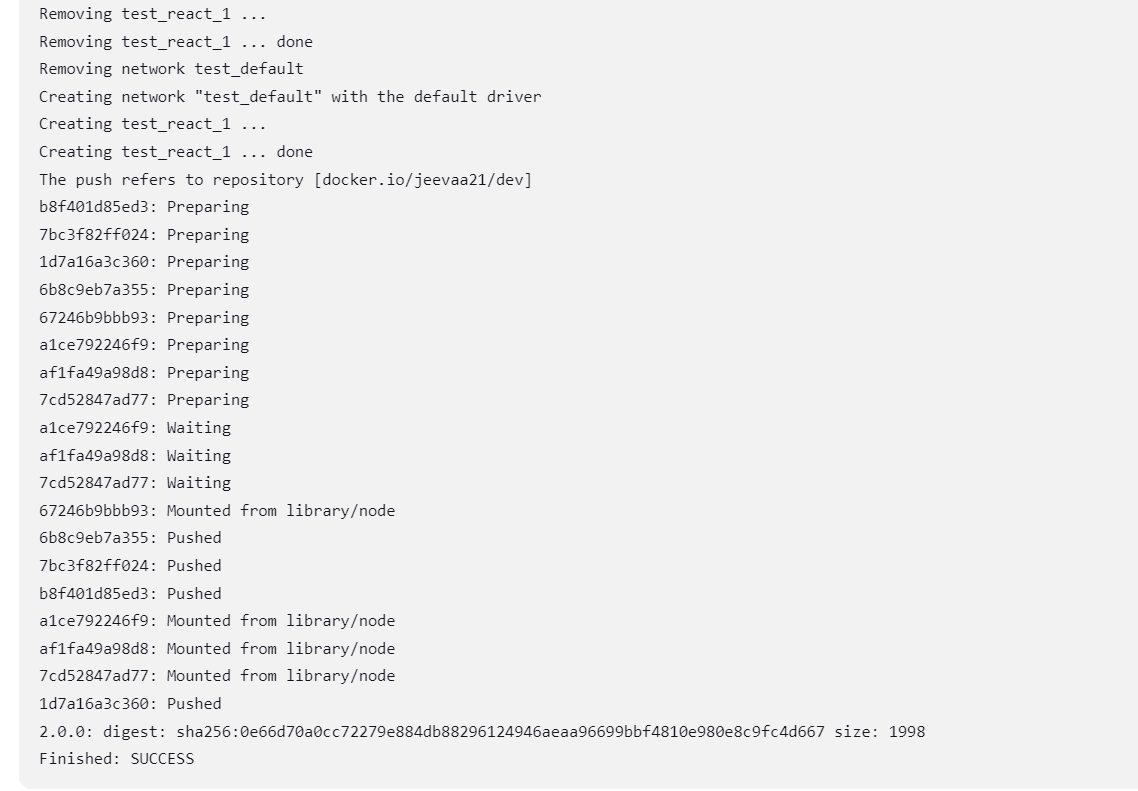 Removing test_react_1 ...
Removing test_react_1 ... done
Removing network test_default
Creating network "test_default" with the default driver
Creating test_react_1 ...
Creating test_react_1 ... done
The push refers to repository [docker.io/jeevaa21/dev]
b8f401d85ed3: Preparing
7bc3f82ff024: Preparing
1d7a16a3c360: Preparing
6b8c9eb7a355: Preparing
67246b9bbb93: Preparing
a1ce792246f9: Preparing
af1fa49a98d8: Preparing
7cd52847ad77: Preparing
a1ce792246f9: Waiting
af1fa49a98d8: Waiting
7cd52847ad77: Waiting
67246b9bbb93: Mounted from library/node
6b8c9eb7a355: Pushed
7bc3f82ff024: Pushed
b8f401d85ed3: Pushed
a1ce792246f9: Mounted from library/node
af1fa49a98d8: Mounted from library/node
7cd52847ad77: Mounted from library/node
1d7a16a3c360: Pushed
2.0.0: digest: sha256:0e66d70a0cc72279e884db88296124946aeaa96699bbf4810e980e8c9fc4d667 size: 1998
Finished: SUCCESS